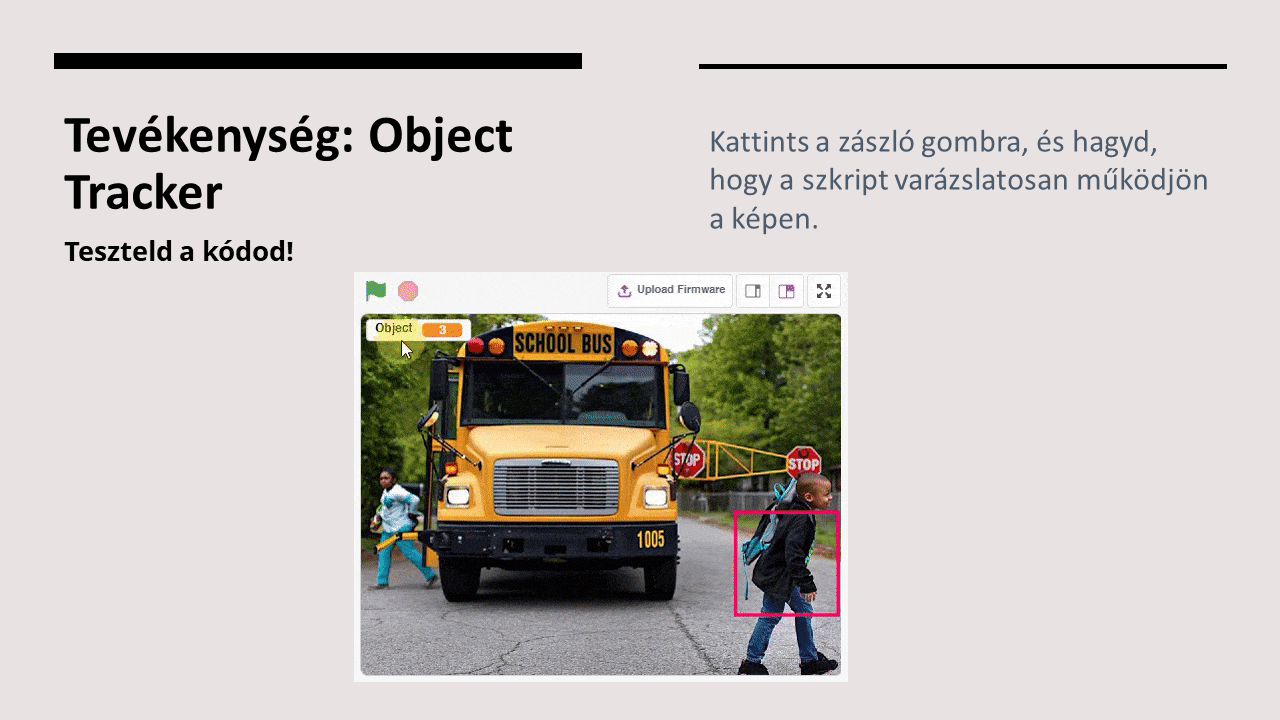 Tevékenység: Object
Tracker
Teszteld a kódod!
Kattints a zászló gombra, és hagyd,
hogy a szkript varázslatosan működjön
a képen.
Upload Firmware
Object 3
SCHOOL BUS
STOP
STOP
1005